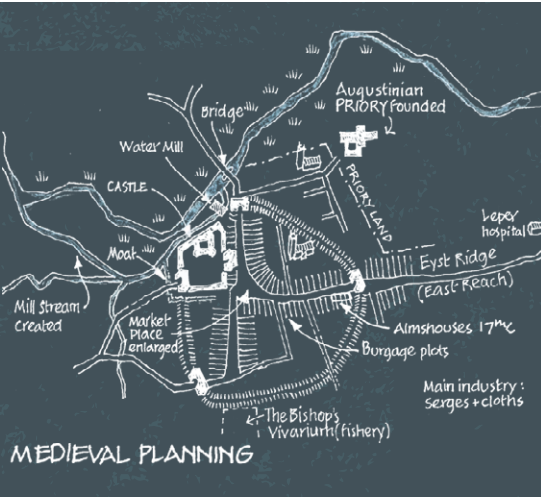 Augustinian
PRIORY founded
Bridge
Water Mill
CASTLE
PRIORY LAND
Leper
hospital
Moat
Eyst Ridge
(East Reach)
Mill Stream
created
Market
Place
enlarged
Almshouses 17thC
Burgage plots
Main industry:
serges + cloths
The Bishop's
Vivarium (fishery)
MEDIEVAL PLANNING